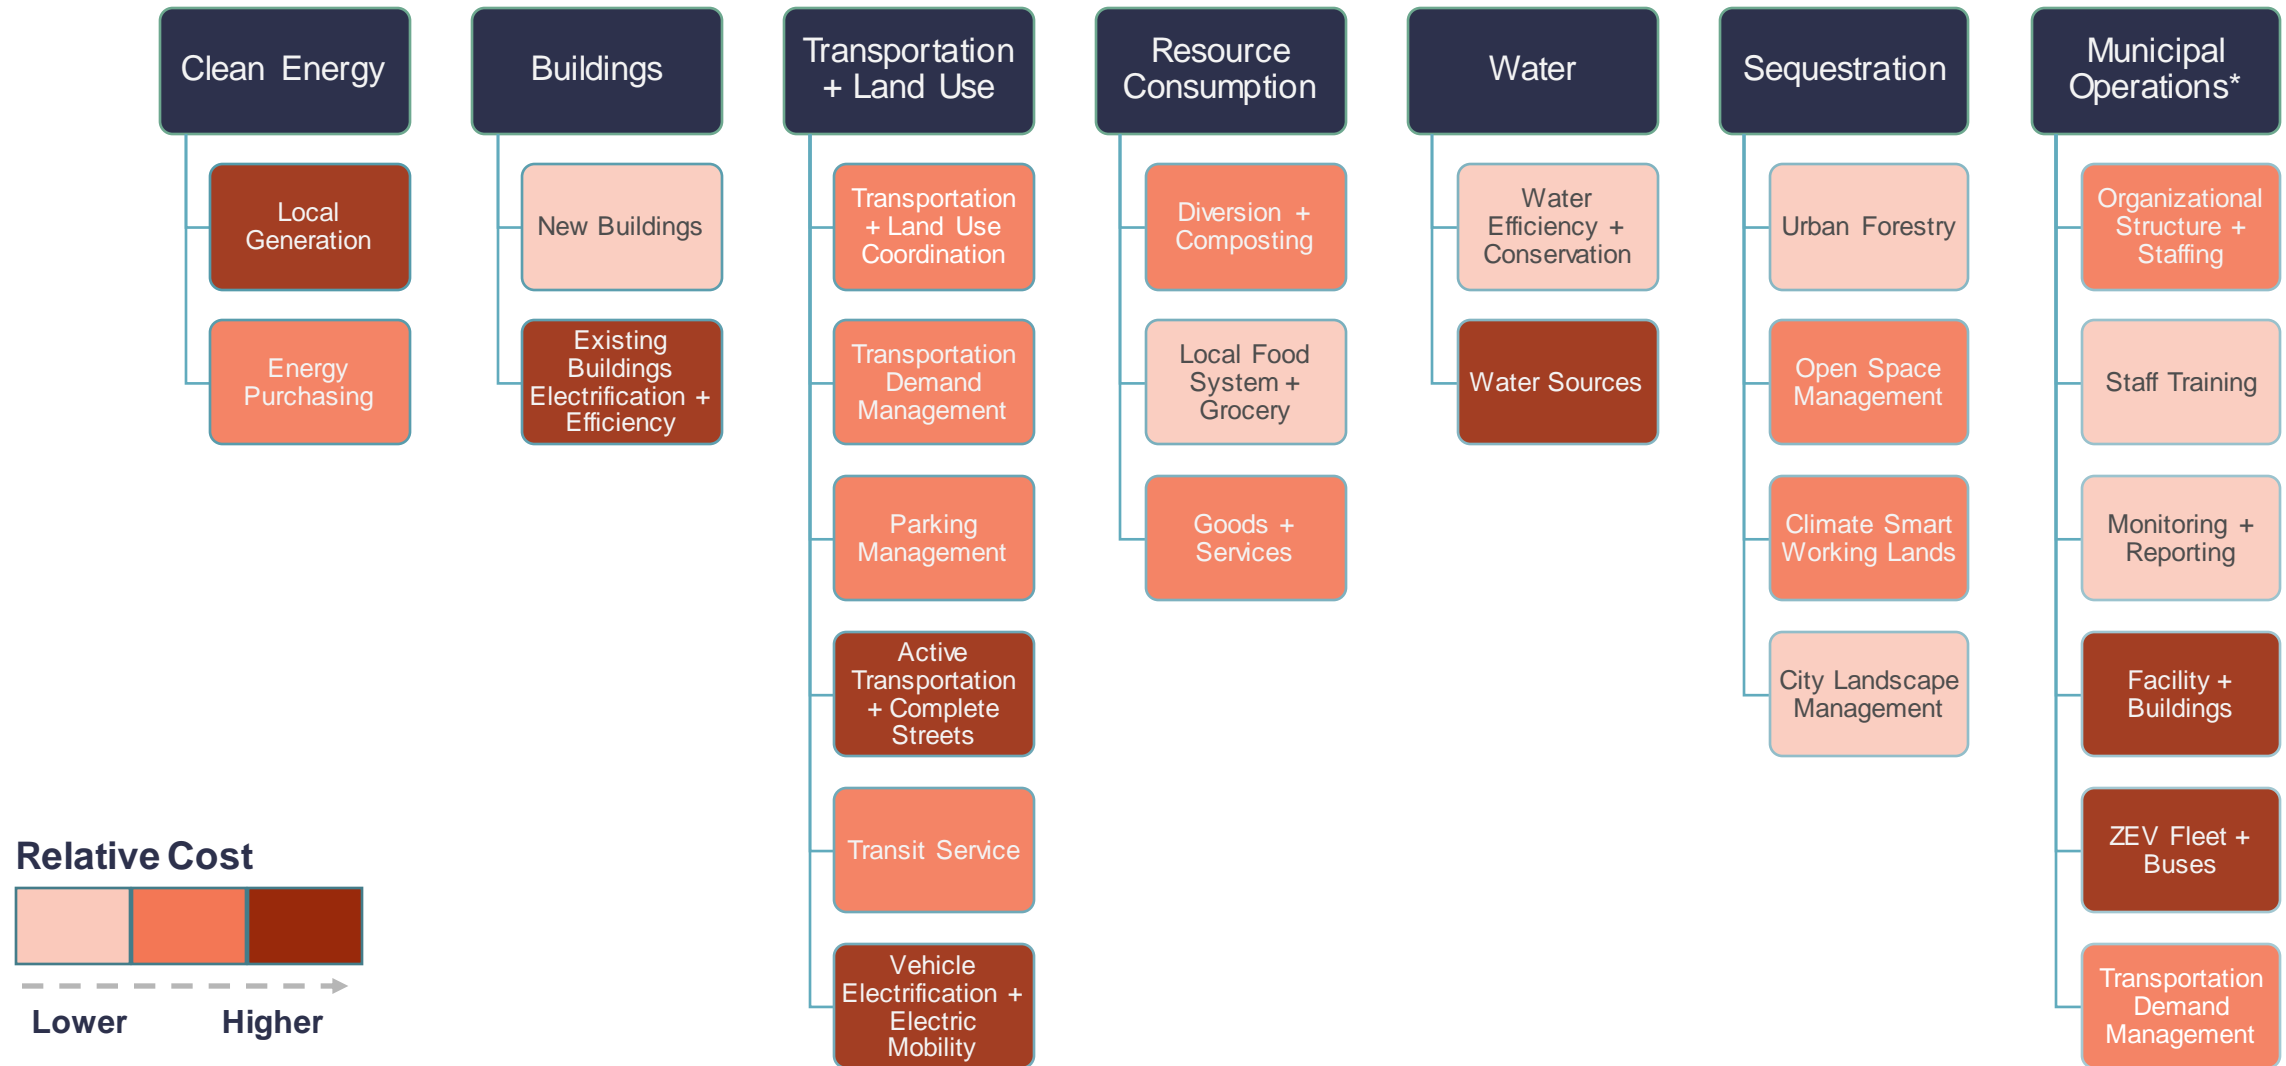 Clean Energy
Local
Generation
Energy
Purchasing
Buildings
New Buildings
Existing
Buildings
Electrification +
Efficiency
Transportation
+ Land Use
Transportation
+ Land Use
Coordination
Transportation
Demand
Management
Parking
Management
Active
Transportation
+ Complete
Streets
Transit Service
Vehicle
Electrification +
Electric
Mobility
Resource
Consumption
Diversion +
Composting
Local Food
System +
Grocery
Goods +
Services
Water
Water
Efficiency +
Conservation
Water Sources
Sequestration
Urban Forestry
Open Space
Management
Climate Smart
Working Lands
City Landscape
Management
Municipal
Operations*
Organizational
Structure +
Staffing
Staff Training
Monitoring +
Reporting
Facility +
Buildings
ZEV Fleet +
Buses
Transportation
Demand
Management
Relative Cost
Lower Higher